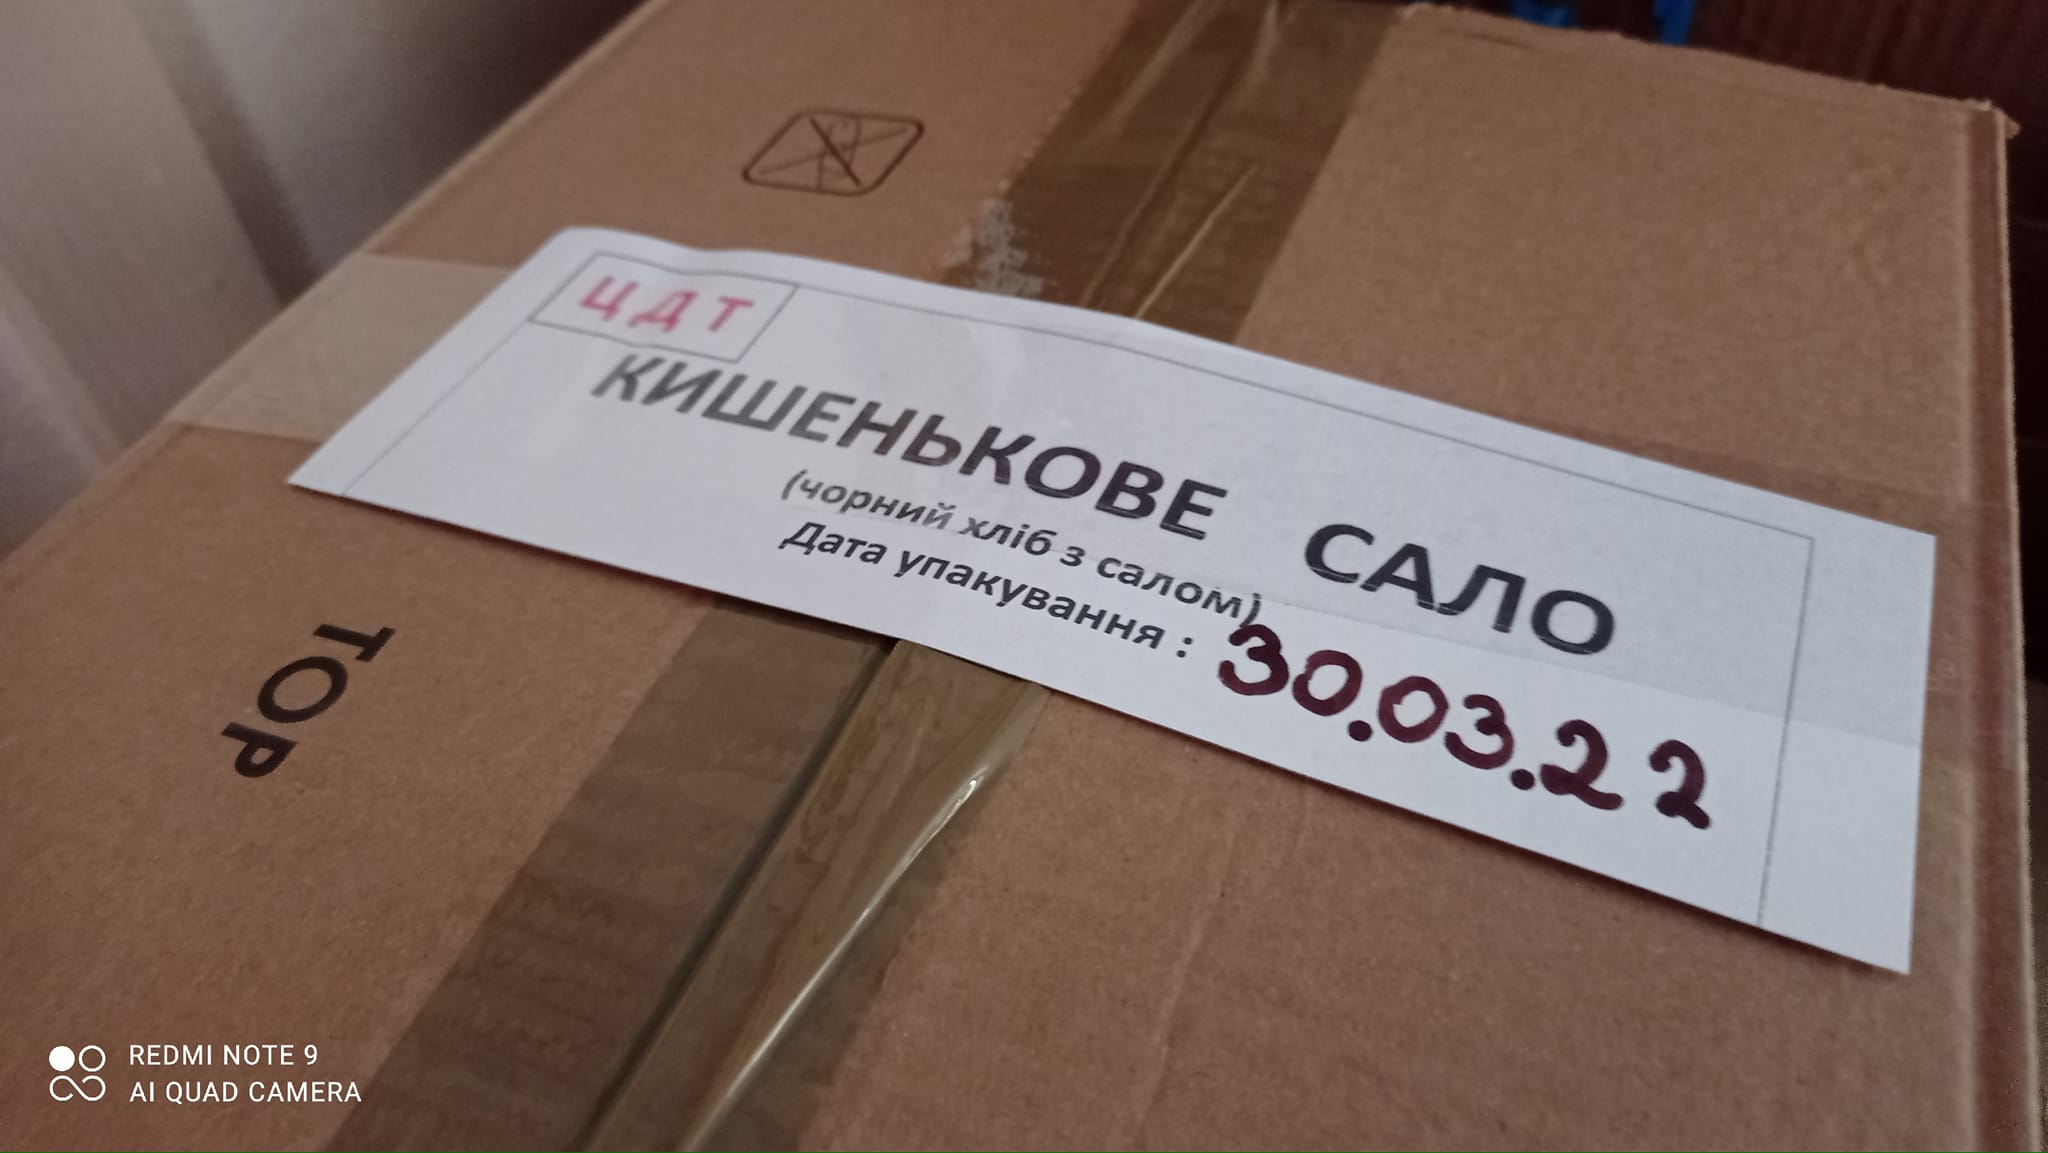 ЦДТ
КИШЕНЬКОВЕ САЛО
(чорний хліб з салом)
Дата упакування : 30.03.22
TOP
REDMI NOTE 9
AI QUAD CAMERA